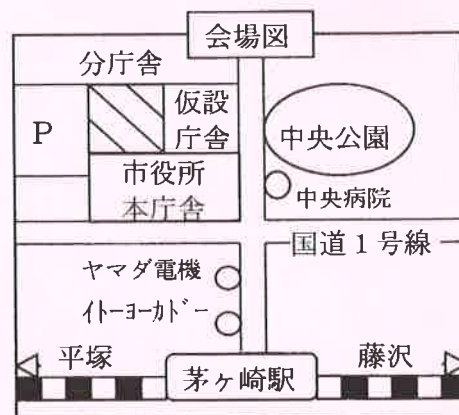 会場図
分庁舎
P
仮設
庁舎
中央公園
市役所
本庁舎
中央病院
国道1号線
ヤマダ電機
ｲﾄｰﾖｰｶﾄﾞｰ
平塚
茅ヶ崎駅
藤沢